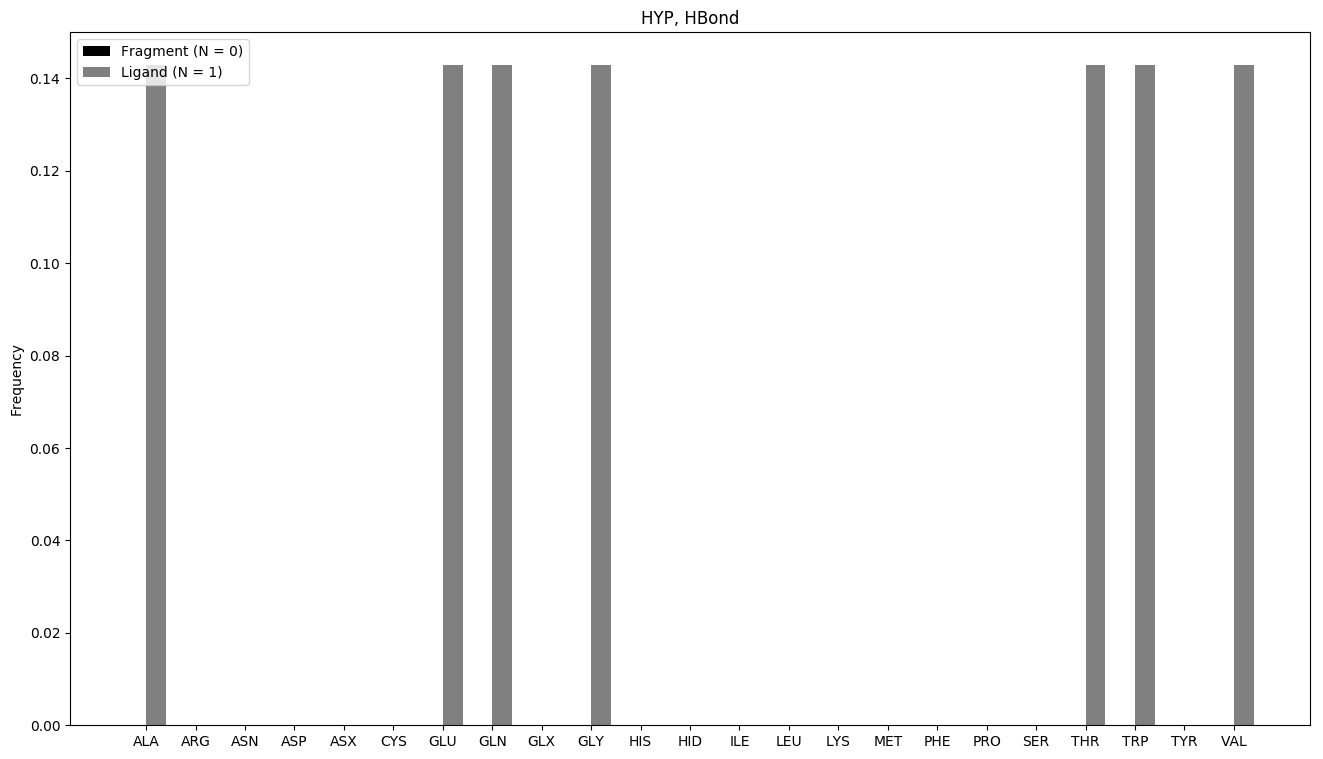 HYP, HBond
Fragment (N = 0)
Ligand (N = 1)
0.14
0.12
0.10
0.08
0.06
0.04
0.02
0.00
Frequency
ALA ARG ASN ASP ASX CYS GLU GLN GLX GLY HIS HID ILE LEU LYS MET PHE PRO SER THR TRP TYR VAL